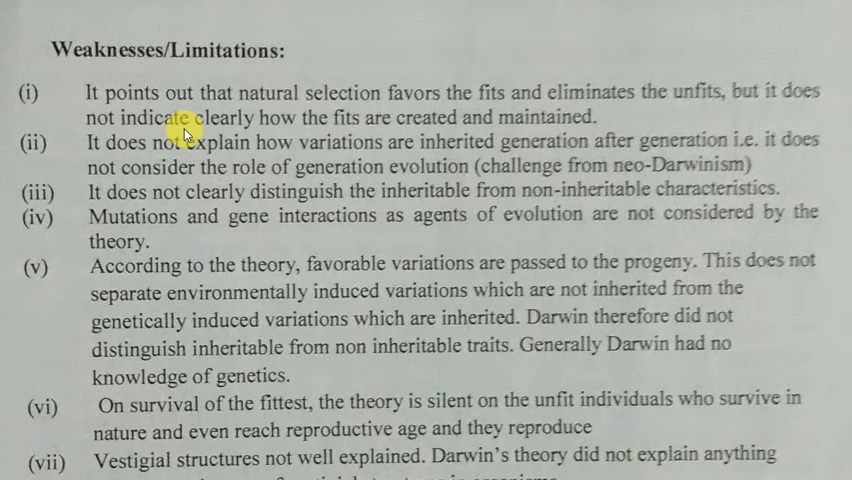 Weaknesses/Limitations:
(i) It points out that natural selection favors the fits and eliminates the unfits, but it does
not indicate clearly how the fits are created and maintained.
(ii) It does not explain how variations are inherited generation after generation i.e. it does
not consider the role of generation evolution (challenge from neo-Darwinism)
(iii) It does not clearly distinguish the inheritable from non-inheritable characteristics.
(iv) Mutations and gene interactions as agents of evolution are not considered by the
theory.
(v) According to the theory, favorable variations are passed to the progeny. This does not
separate environmentally induced variations which are not inherited from the
genetically induced variations which are inherited. Darwin therefore did not
distinguish inheritable from non inheritable traits. Generally Darwin had no
knowledge of genetics.
(vi) On survival of the fittest, the theory is silent on the unfit individuals who survive in
nature and even reach reproductive age and they reproduce
(vii) Vestigial structures not well explained. Darwin's theory did not explain anything